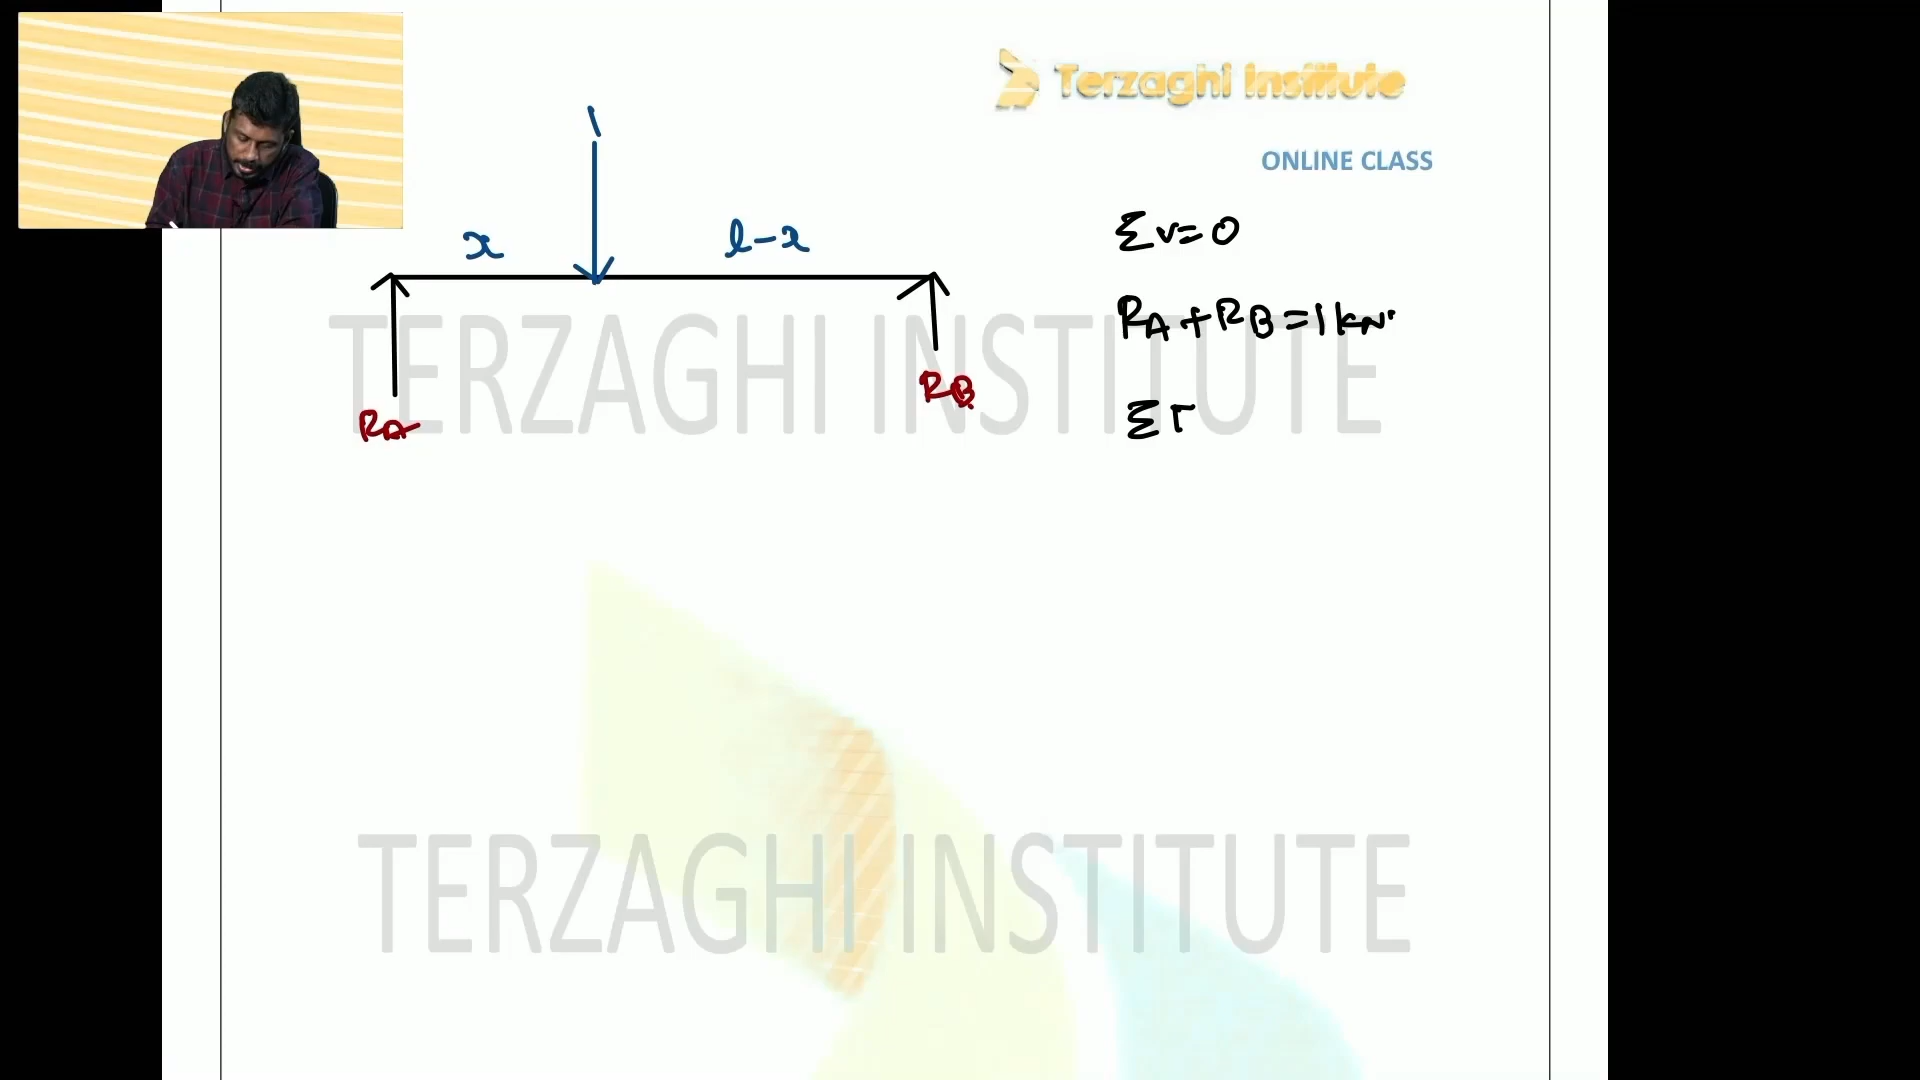 Terzaghi Institute
ONLINE CLASS
1
x
l-x
Σv=0
RA+RB=1kN
RA
RB
Σ
TERZAGHI INSTITUTE
TERZAGHI INSTITUTE